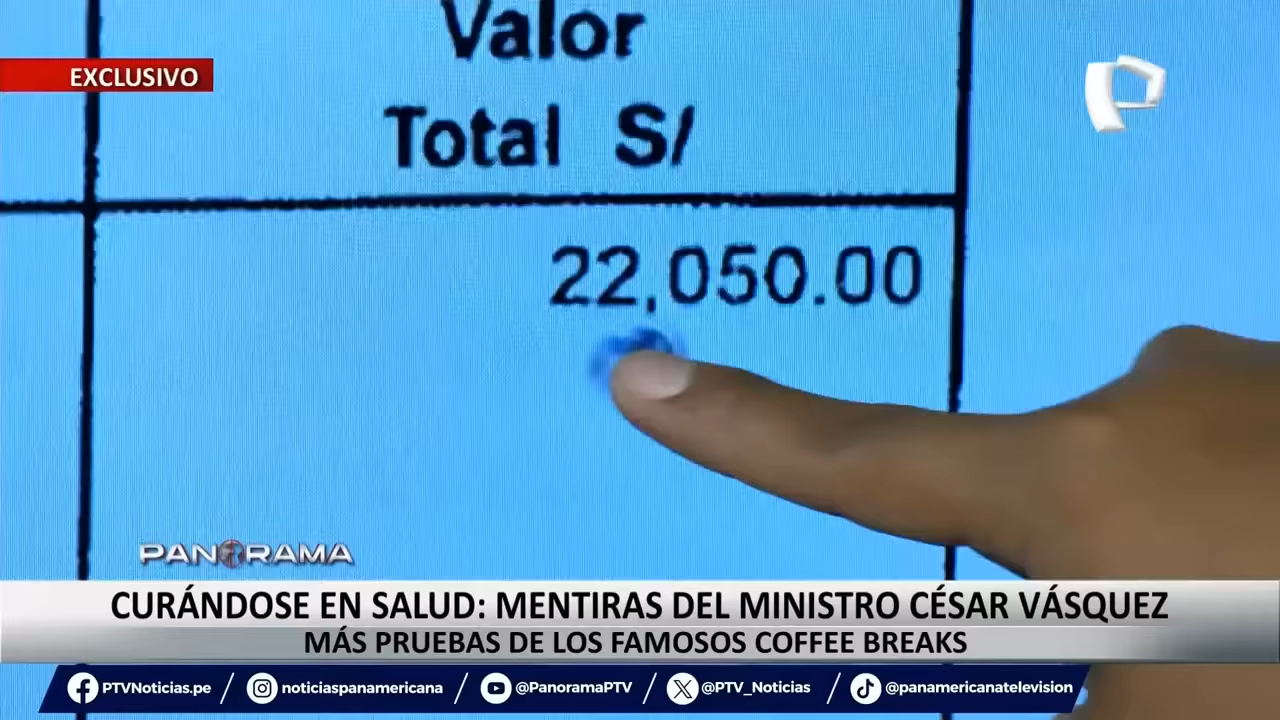 Valor
Total S/
EXCLUSIVO
22,050.00
PANORAMA
CURÁNDOSE EN SALUD: MENTIRAS DEL MINISTRO CÉSAR VÁSQUEZ
MÁS PRUEBAS DE LOS FAMOSOS COFFEE BREAKS
PTVNoticias.pe / noticiaspanamericana / @PanoramaPTV / @PTV_Noticias / @panamericanatelevision